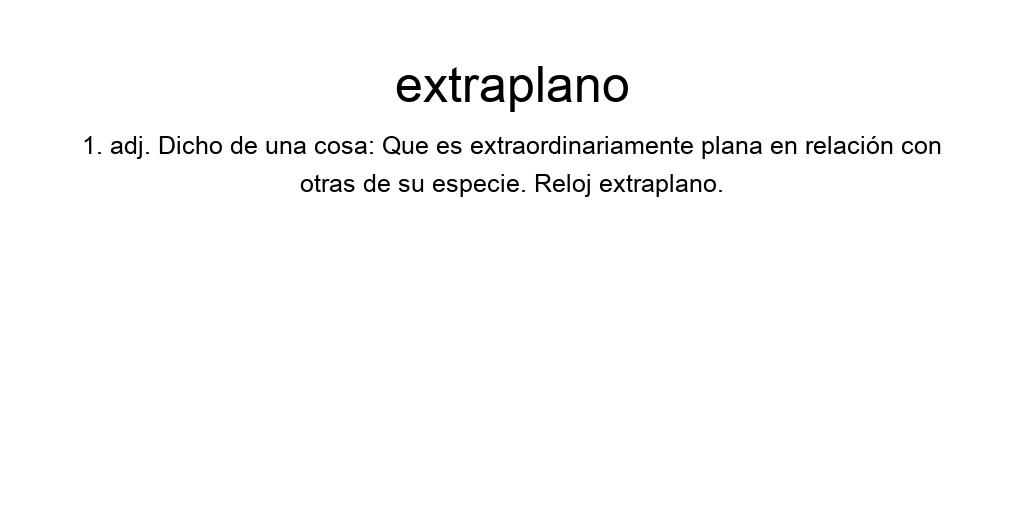 extraplano
1. adj. Dicho de una cosa: Que es extraordinariamente plana en relación con
otras de su especie. Reloj extraplano.